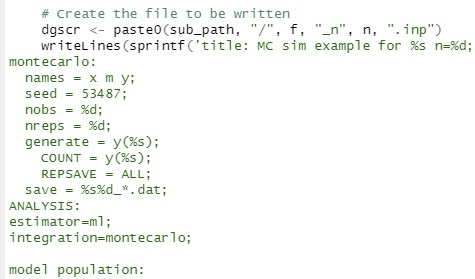 # Create the file to be written
dgscr <- paste0(sub_path, "/", f, "_n", n, ".inp")
writeLines(sprintf('title: MC sim example for %s n=%d;
montecarlo:
names = x m y;
seed = 53487;
nobs = %d;
nreps = %d;
generate = y(%s);
COUNT = y(%s);
REPSAVE = ALL;
save = %s%d_*.dat;
ANALYSIS:
estimator=ml;
integration=montecarlo;
model population: